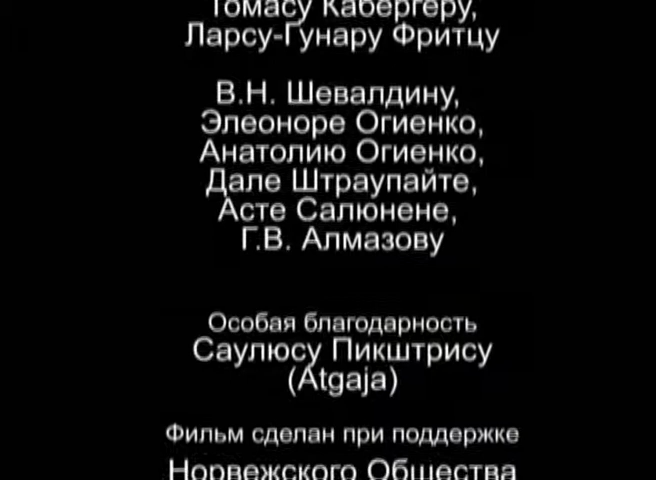 Томасу Кабергеру,
Ларсу-Гунару Фритцу
В.Н. Шевалдину,
Элеоноре Огиенко,
Анатолию Огиенко,
Дале Штраупайте,
Асте Салюнене,
Г.В. Алмазову
Особая благодарность
Саулюсу Пикштрису
(Atgaja)
Фильм сделан при поддержке
Норвежского Общества